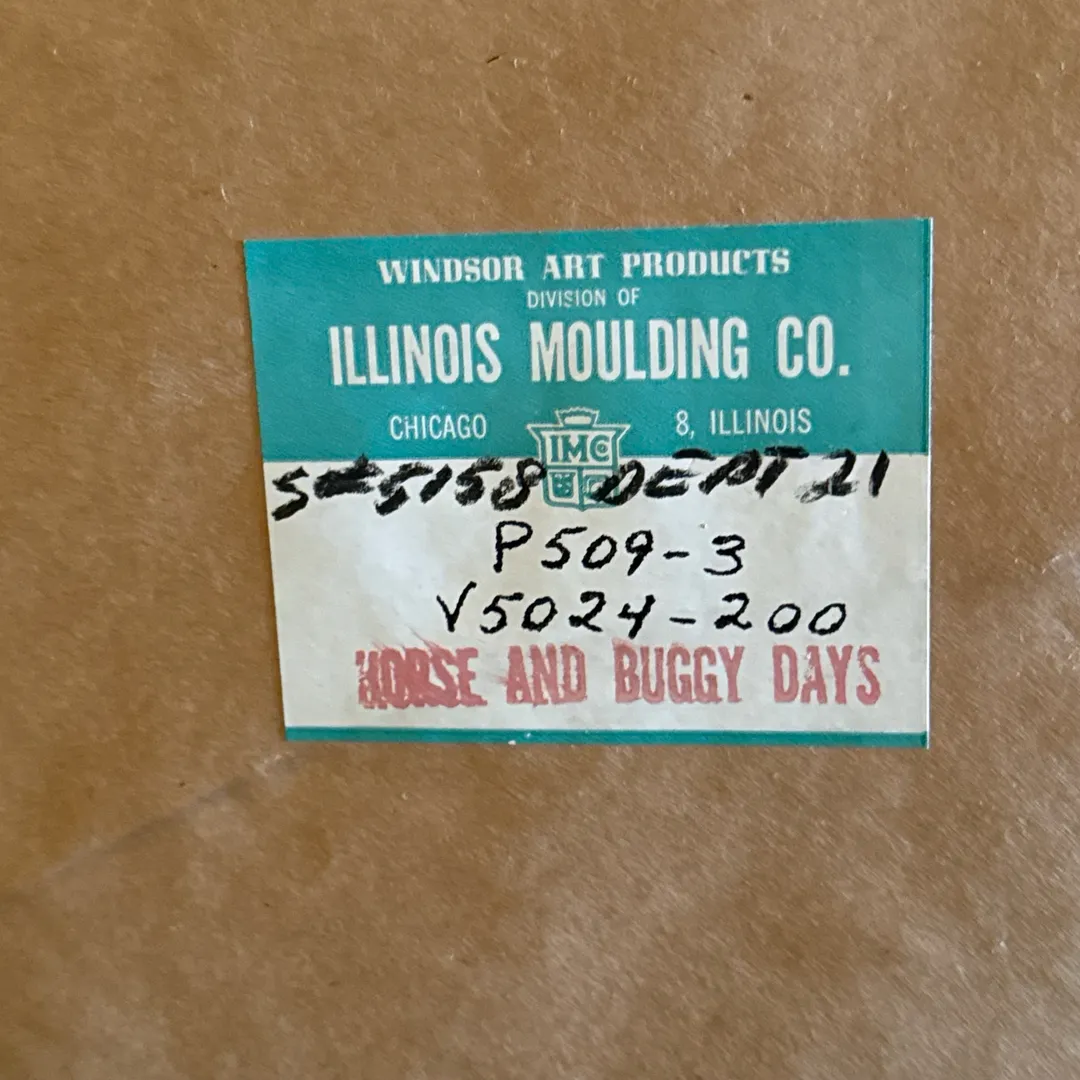 WINDSOR ART PRODUCTS
DIVISION OF
ILLINOIS MOULDING CO.
CHICAGO 8, ILLINOIS
IMCo
S#5158 DEPT 21
P509-3
V5024-200
HORSE AND BUGGY DAYS